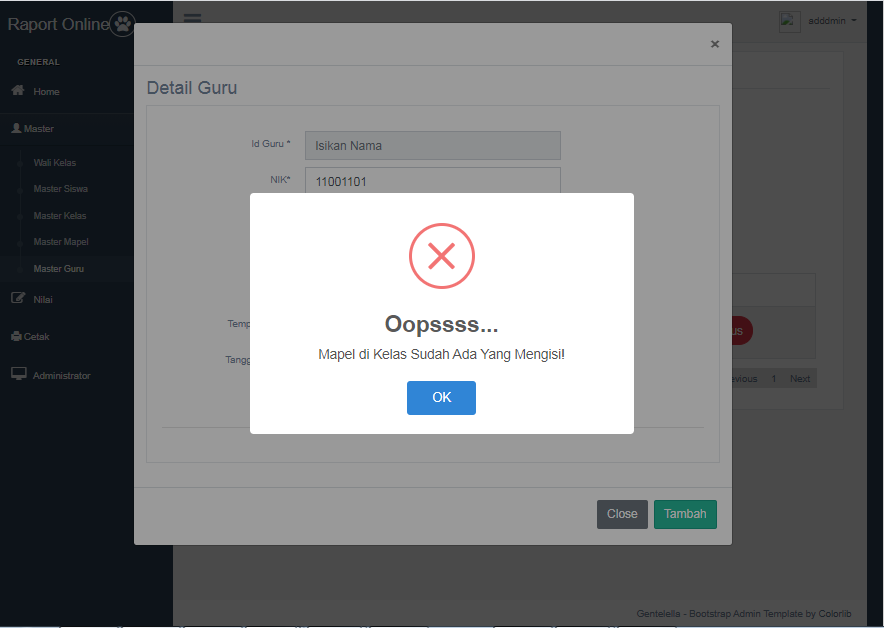 Raport Online
adddmin
×
GENERAL
Home
Master
Wali Kelas
Master Siswa
Master Kelas
Master Mapel
Master Guru
Nilai
Cetak
Administrator
Detail Guru
Id Guru *
Isikan Nama
NIK*
11001101
Temp
Tangg
Oopssss...
Mapel di Kelas Sudah Ada Yang Mengisi!
OK
us
evious 1 Next
Close
Tambah
Gentelella - Bootstrap Admin Template by Colorlib